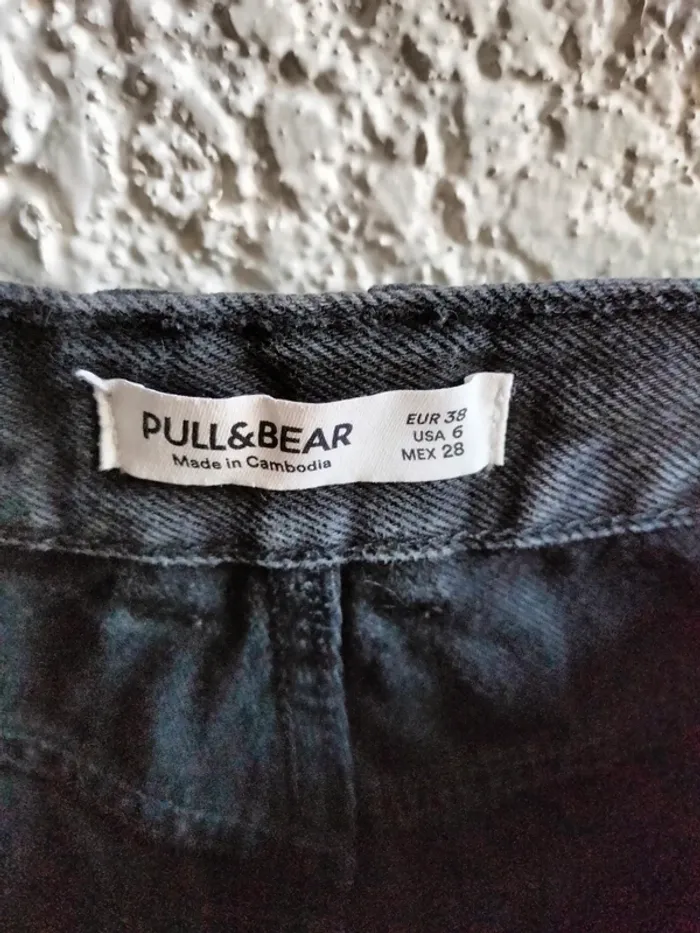 PULL&BEAR
Made in Cambodia
EUR 38
USA 6
MEX 28